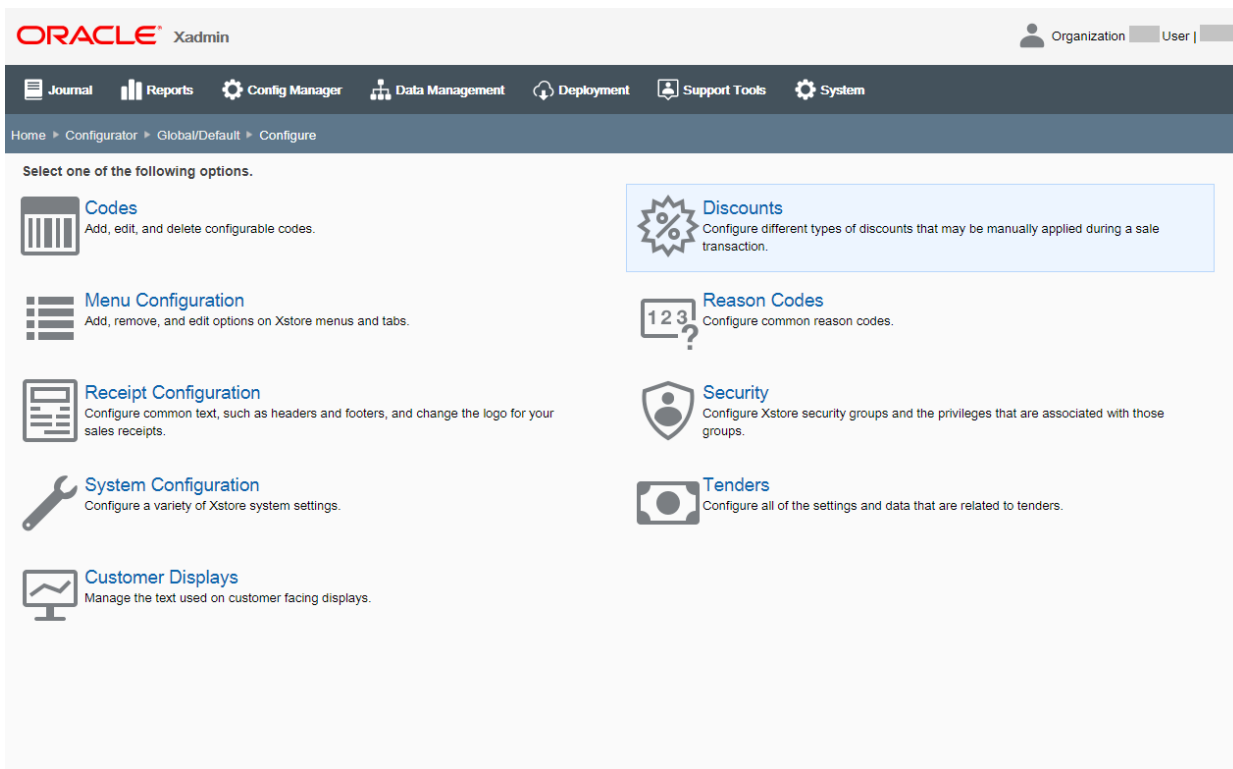 ORACLE® Xadmin
Organization User |
Journal Reports Config Manager Data Management Deployment Support Tools System
Home ▸ Configurator ▸ Global/Default ▸ Configure
Select one of the following options.
Codes
Add, edit, and delete configurable codes.
Discounts
Configure different types of discounts that may be manually applied during a sale
transaction.
Menu Configuration
Add, remove, and edit options on Xstore menus and tabs.
123?
Reason Codes
Configure common reason codes.
Receipt Configuration
Configure common text, such as headers and footers, and change the logo for your
sales receipts.
Security
Configure Xstore security groups and the privileges that are associated with those
groups.
System Configuration
Configure a variety of Xstore system settings.
Tenders
Configure all of the settings and data that are related to tenders.
Customer Displays
Manage the text used on customer facing displays.